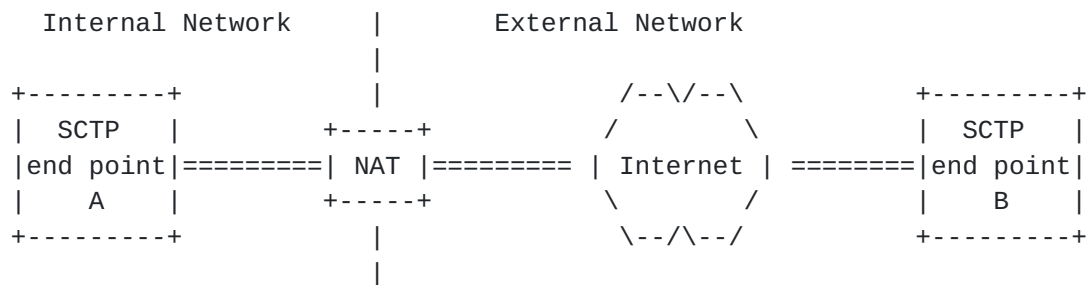 Internal Network | External Network
|
+---------+ | /--\/--\ +---------+
| SCTP | +-----+ / \ | SCTP |
|end point|=========| NAT |========= | Internet | ========|end point|
| A | +-----+ \ / | B |
+---------+ | \--/\--/ +---------+
|